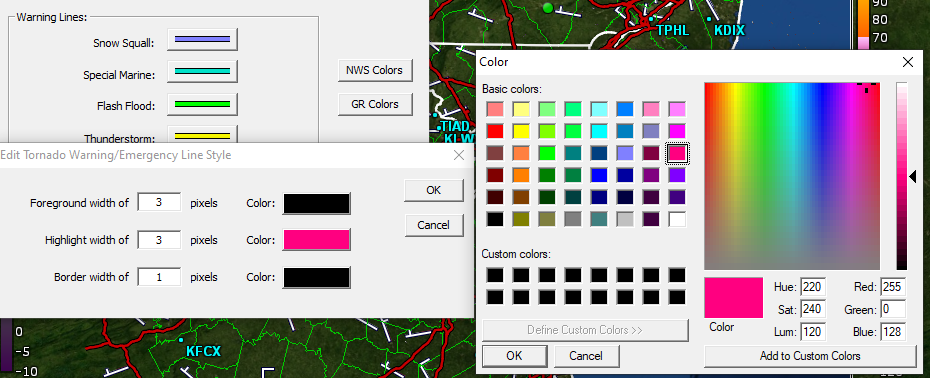 Warning Lines:
Snow Squall:
Special Marine:
Flash Flood:
Thunderstorm:
NWS Colors
GR Colors
TPHL
KDIX
TIAD
KLW
90
80
70
60
Edit Tornado Warning/Emergency Line Style
Foreground width of 3 pixels Color:
Highlight width of 3 pixels Color:
Border width of 1 pixels Color:
OK
Cancel
0
-5
-10
KFCX
Color
Basic colors:
Custom colors:
Define Custom Colors >>
OK
Cancel
Color
Hue: 220
Sat: 240
Lum: 120
Red: 255
Green: 0
Blue: 128
Add to Custom Colors